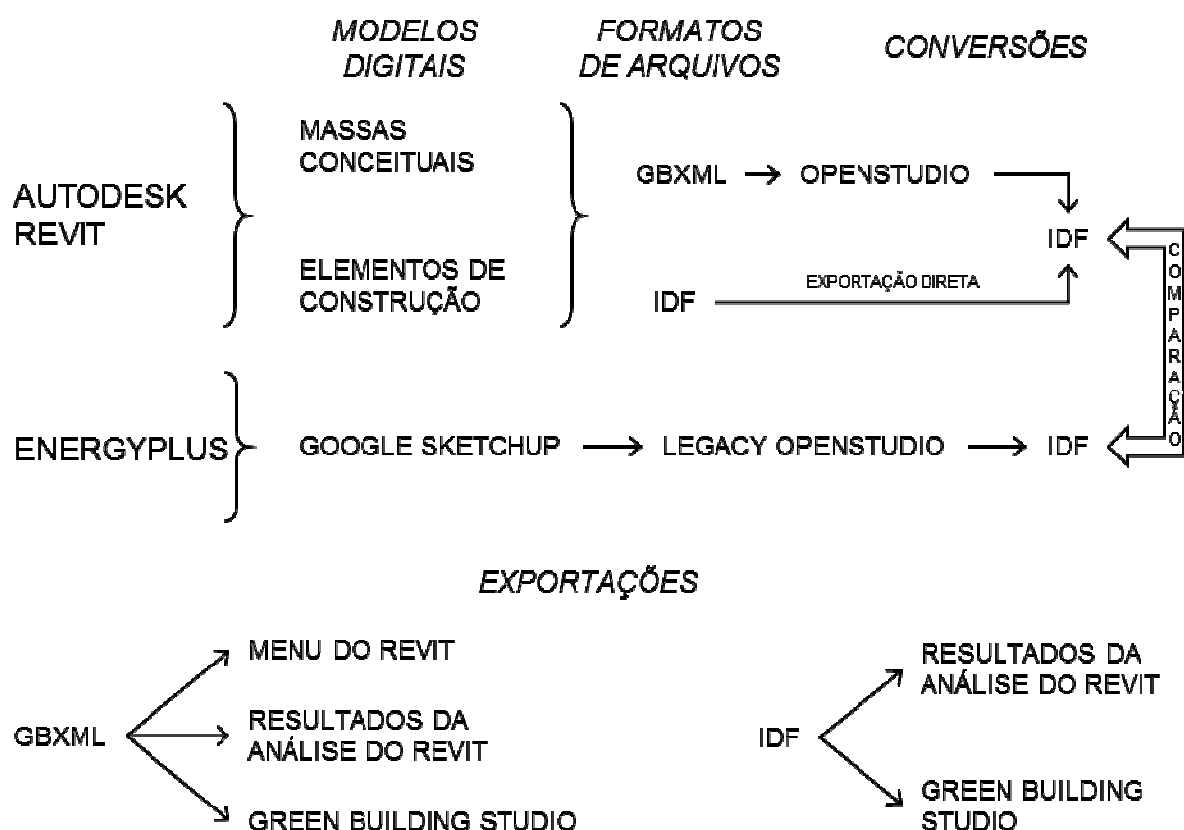 MODELOS
DIGITAIS
FORMATOS
DE ARQUIVOS
CONVERSÕES
AUTODESK
REVIT
MASSAS
CONCEITUAIS
ELEMENTOS DE
CONSTRUÇÃO
GBXML
OPENSTUDIO
IDF
EXPORTAÇÃO DIRETA
IDF
COMPARAÇÃO
ENERGYPLUS
GOOGLE SKETCHUP
LEGACY OPENSTUDIO
IDF
EXPORTAÇÕES
GBXML
MENU DO REVIT
RESULTADOS DA
ANÁLISE DO REVIT
GREEN BUILDING STUDIO
IDF
RESULTADOS DA
ANÁLISE DO REVIT
GREEN BUILDING
STUDIO